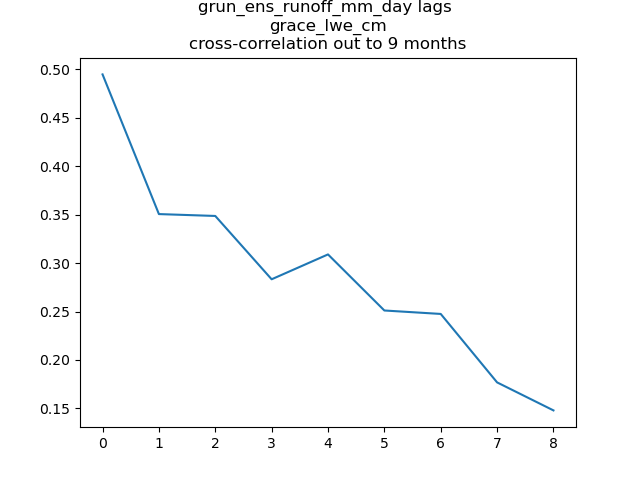 grun_ens_runoff_mm_day lags
grace_lwe_cm
cross-correlation out to 9 months
0.50
0.45
0.40
0.35
0.30
0.25
0.20
0.15
0 1 2 3 4 5 6 7 8